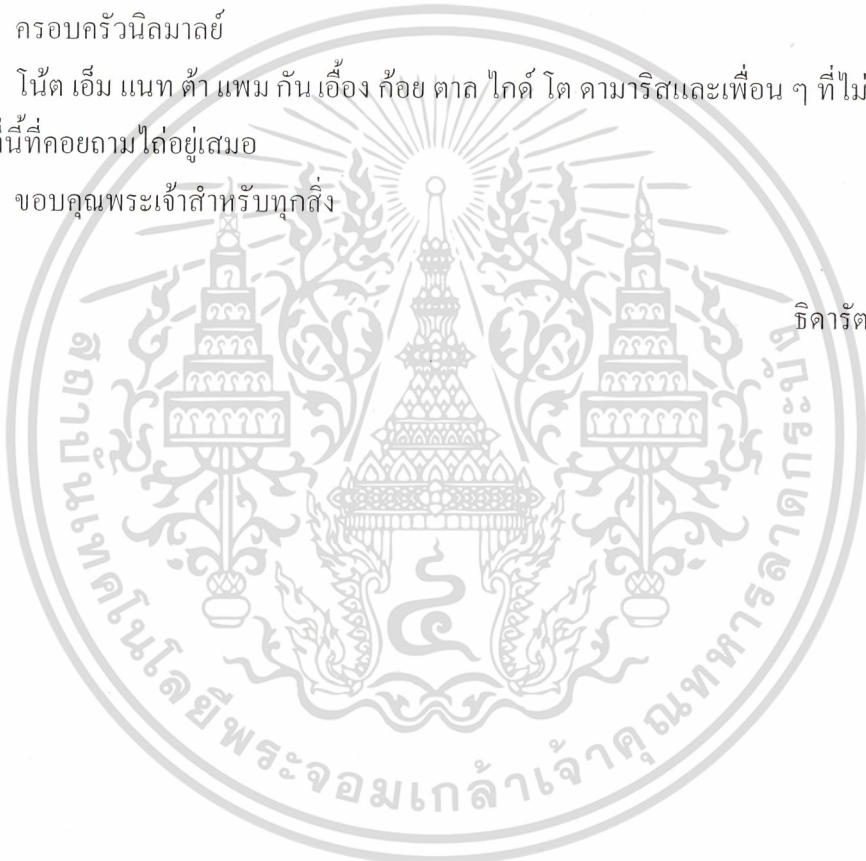 ครอบครัวนิลมาลย์
โน้ต เอ็ม แนท ต้า แพม กัน เอื้อง ก้อย ตาล ไกด์ โต ดามาริสและเพื่อน ๆ ที่ไม่
นี้ที่คอยถามไถ่อยู่เสมอ
ขอบคุณพระเจ้าสำหรับทุกสิ่ง
ธิดารัต
สถาบันเทคโนโลยีพระจอมเกล้าเจ้าคุณทหารลาดกระบัง